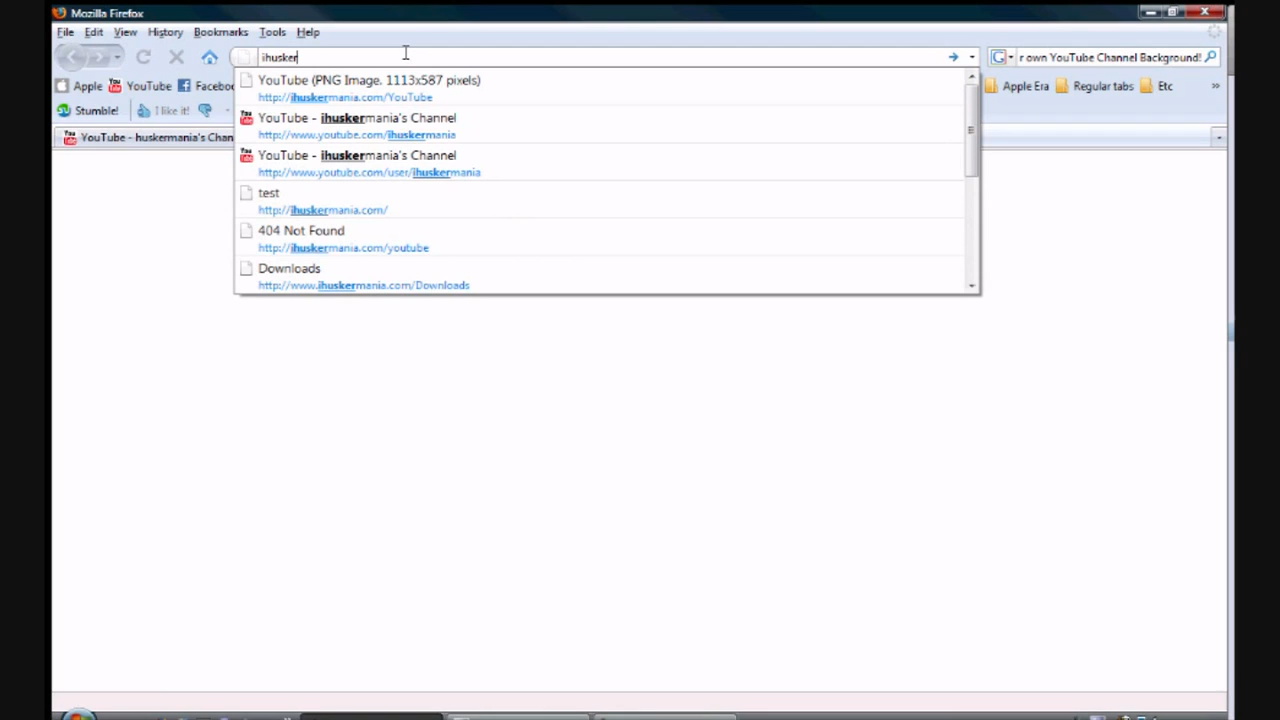 Mozilla Firefox
File Edit View History Bookmarks Tools Help
ihusker
r own YouTube Channel Background!
Apple YouTube Faceboo
Apple Era Regular tabs Etc »
Stumble! I like it!
YouTube - huskermania's Chan
YouTube (PNG Image, 1113x587 pixels)
http://ihuskermania.com/YouTube
YouTube - ihuskermania's Channel
http://www.youtube.com/ihuskermania
YouTube - ihuskermania's Channel
http://www.youtube.com/user/ihuskermania
test
http://ihuskermania.com/
404 Not Found
http://ihuskermania.com/youtube
Downloads
http://www.ihuskermania.com/Downloads